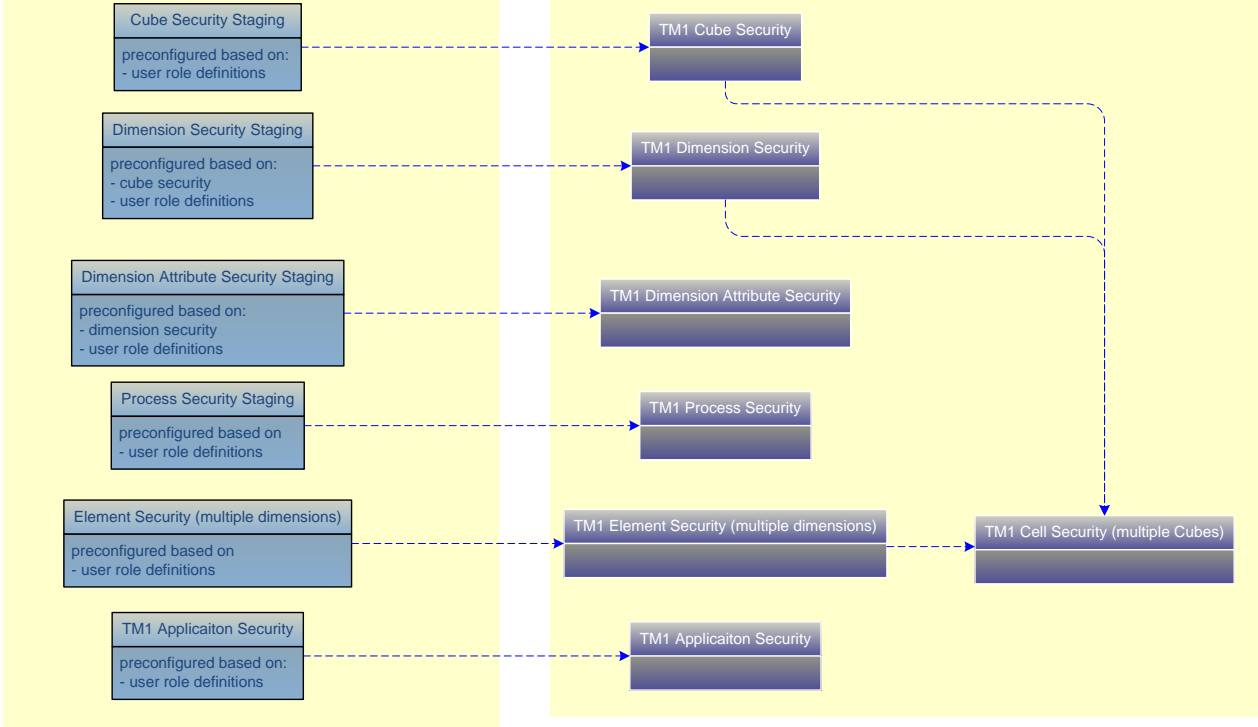 Cube Security Staging
preconfigured based on:
- user role definitions
TM1 Cube Security
Dimension Security Staging
preconfigured based on:
- cube security
- user role definitions
TM1 Dimension Security
Dimension Attribute Security Staging
preconfigured based on:
- dimension security
- user role definitions
TM1 Dimension Attribute Security
Process Security Staging
preconfigured based on
- user role definitions
TM1 Process Security
Element Security (multiple dimensions)
preconfigured based on
- user role definitions
TM1 Element Security (multiple dimensions)
TM1 Cell Security (multiple Cubes)
TM1 Applicaiton Security
preconfigured based on:
- user role definitions
TM1 Applicaiton Security